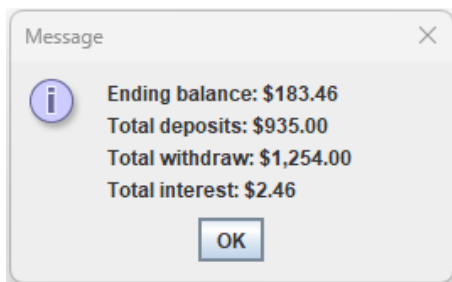 Message
Ending balance: $183.46
Total deposits: $935.00
Total withdraw: $1,254.00
Total interest: $2.46
OK